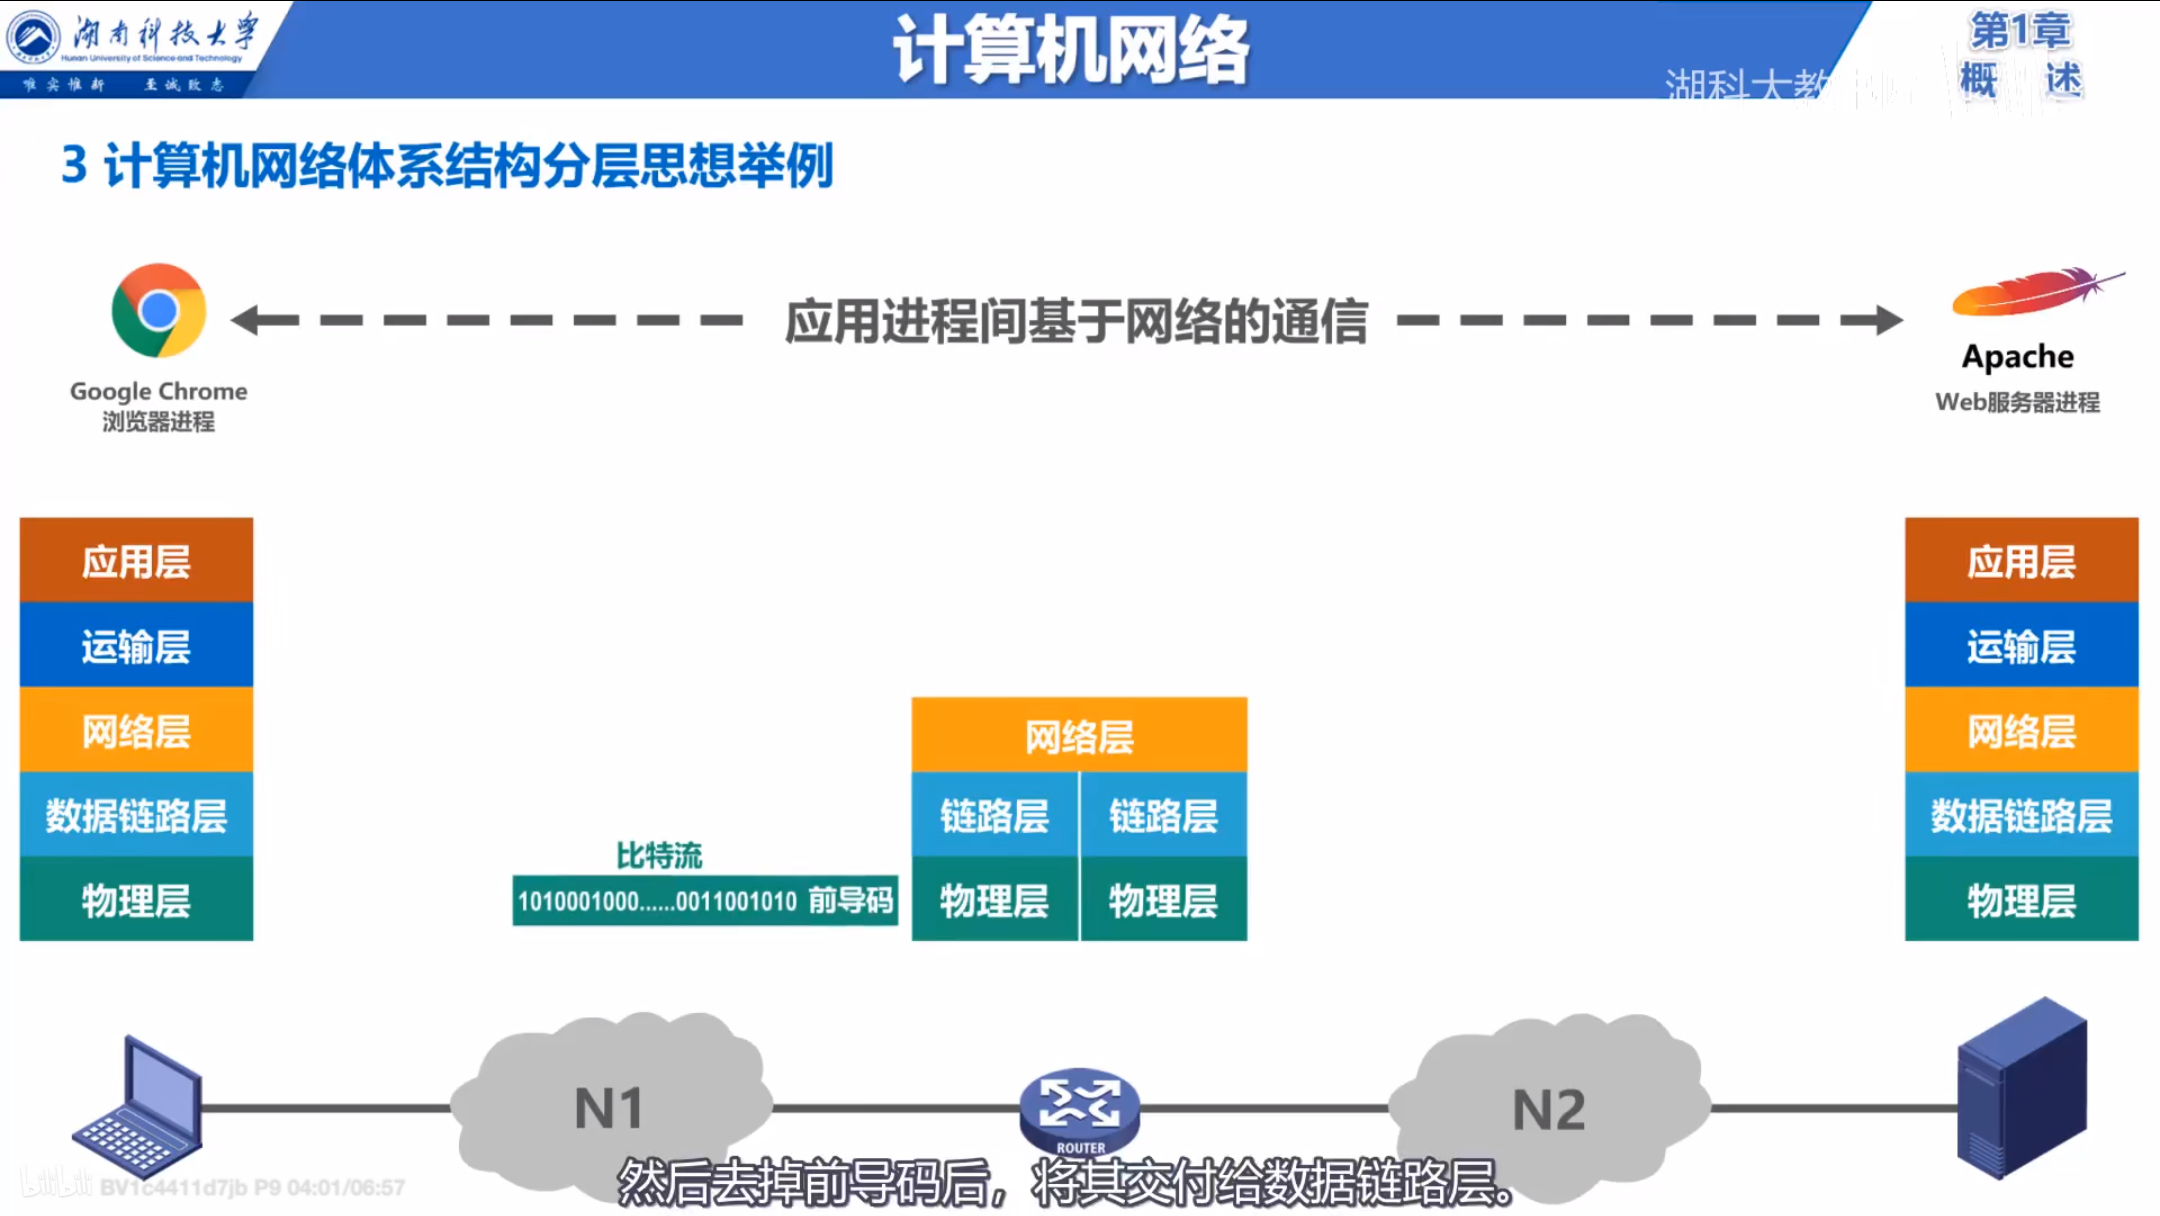 湖南科技大学
Hunan University of Science and Technology
唯实惟新 至诚致志
计算机网络
第1章
概 述
湖科大教
3 计算机网络体系结构分层思想举例
应用进程间基于网络的通信
Google Chrome
浏览器进程
Apache
Web服务器进程
应用层
运输层
网络层
数据链路层
物理层
比特流
1010001000......0011001010 前导码
网络层
链路层 链路层
物理层 物理层
应用层
运输层
网络层
数据链路层
物理层
N1
ROUTER
N2
然后去掉前导码后，将其交付给数据链路层。
bilibili BV1c4411d7jb P9 04:01/06:57